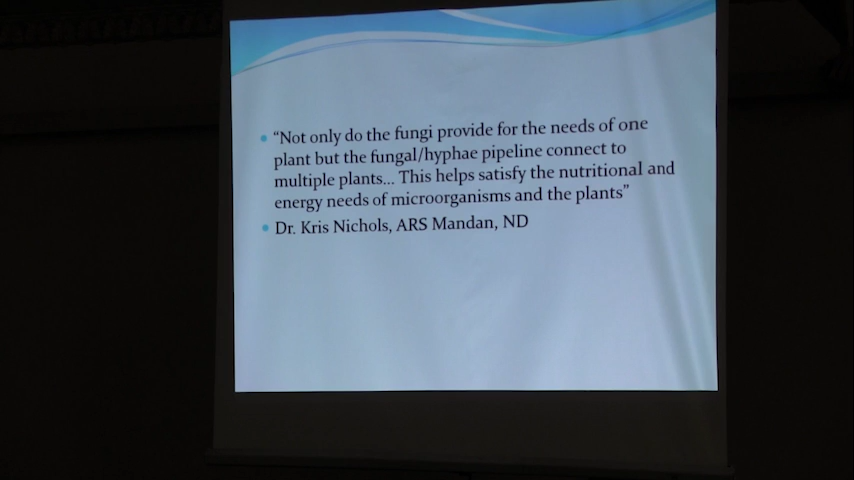 • “Not only do the fungi provide for the needs of one
plant but the fungal/hyphae pipeline connect to
multiple plants... This helps satisfy the nutritional and
energy needs of microorganisms and the plants”
• Dr. Kris Nichols, ARS Mandan, ND